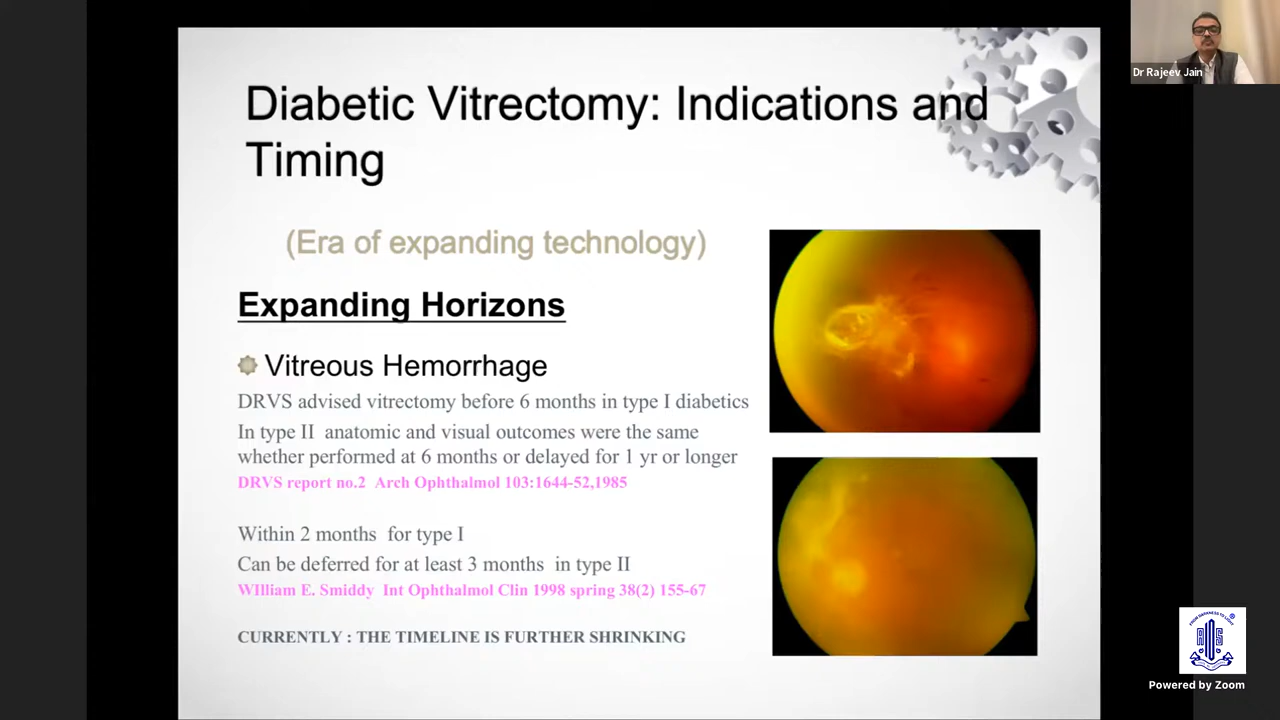 Dr Rajeev Jain
Diabetic Vitrectomy: Indications and
Timing
(Era of expanding technology)
Expanding Horizons
Vitreous Hemorrhage
DRVS advised vitrectomy before 6 months in type I diabetics
In type II anatomic and visual outcomes were the same
whether performed at 6 months or delayed for 1 yr or longer
DRVS report no.2 Arch Ophthalmol 103:1644-52,1985
Within 2 months for type I
Can be deferred for at least 3 months in type II
WIlliam E. Smiddy Int Ophthalmol Clin 1998 spring 38(2) 155-67
CURRENTLY : THE TIMELINE IS FURTHER SHRINKING
Powered by Zoom